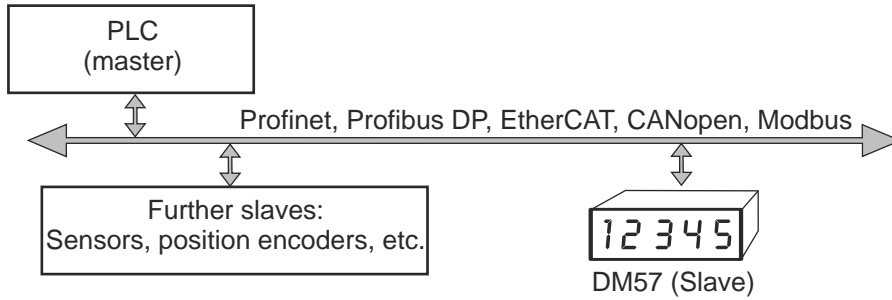 PLC
(master)
Profinet, Profibus DP, EtherCAT, CANopen, Modbus
Further slaves:
Sensors, position encoders, etc.
12345
DM57 (Slave)